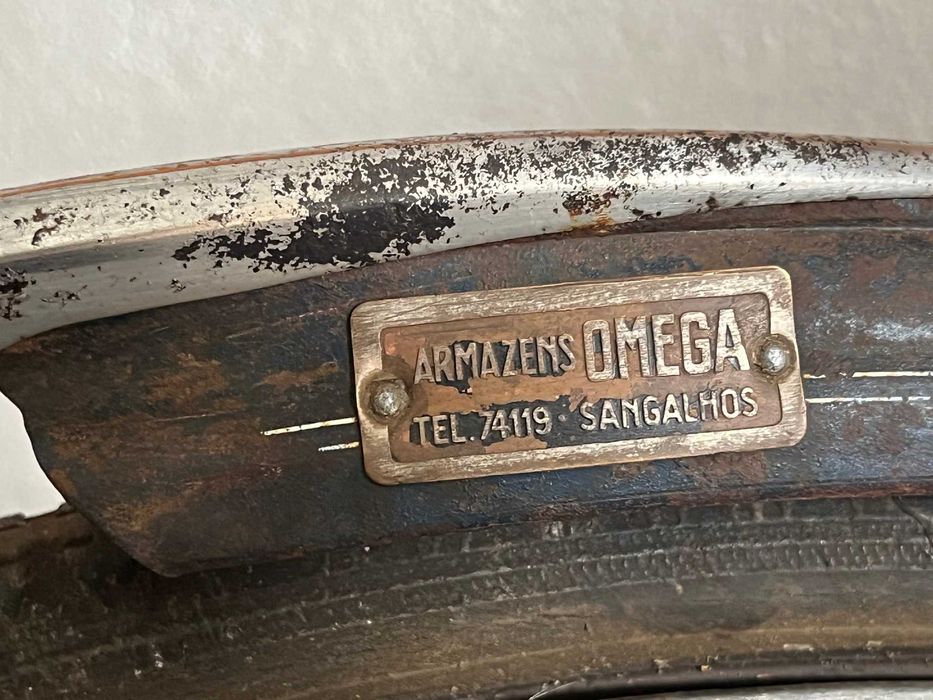 ARMAZENS OMEGA
TEL. 74119 · SANGALHOS